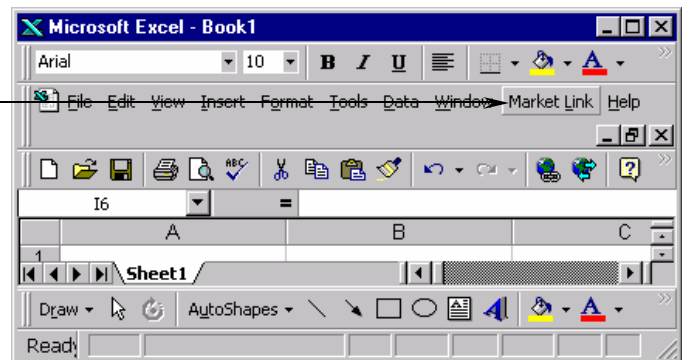 Microsoft Excel - Book1
Arial 10 B I U A
File Edit View Insert Format Tools Data Window Market Link Help
ABC
I6 =
A B C
1
Sheet1
Draw AutoShapes A A
Ready